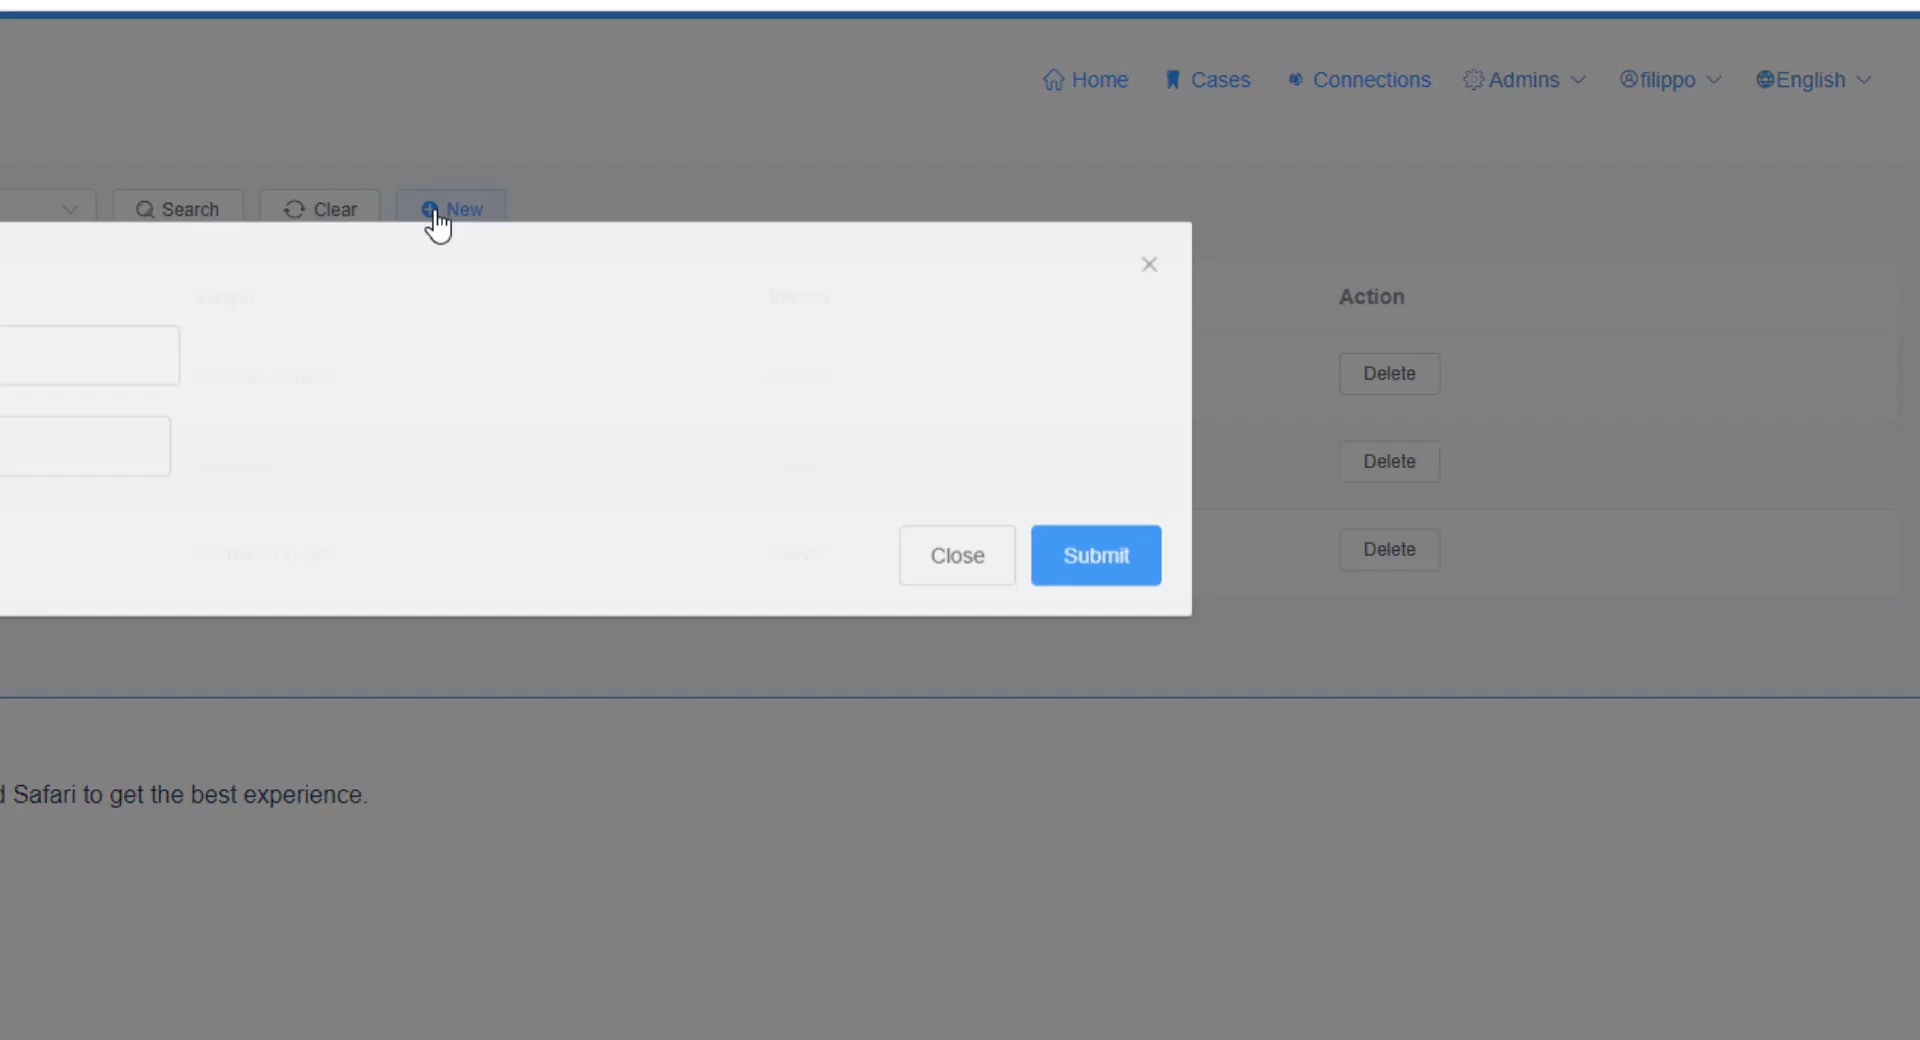 Home Cases Connections Admins filippo English
Search Clear New
Action
Delete
Delete
Delete
Close Submit
Safari to get the best experience.